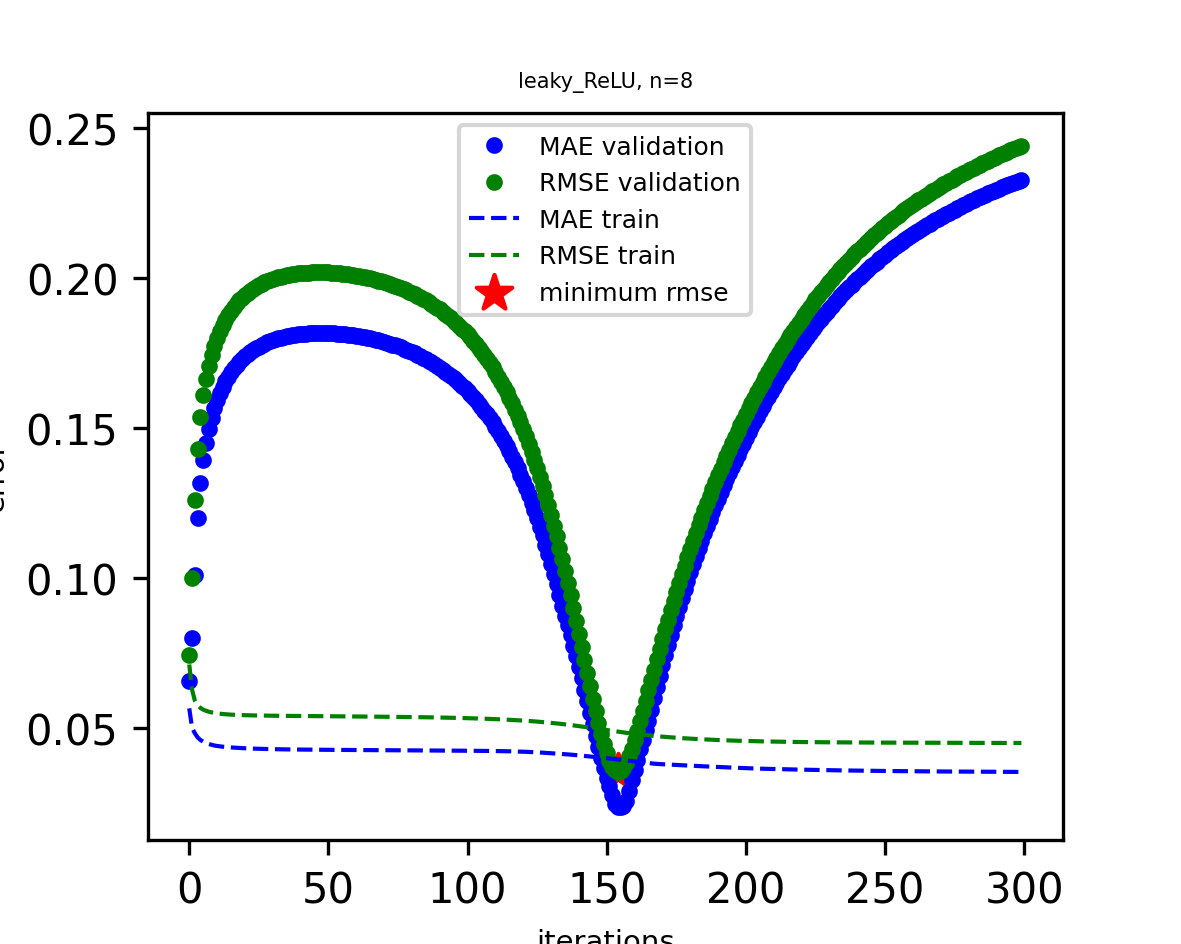 leaky_ReLU, n=8
0.25
0.20
0.15
0.10
0.05
MAE validation
RMSE validation
MAE train
RMSE train
minimum rmse
0 50 100 150 200 250 300
iterations